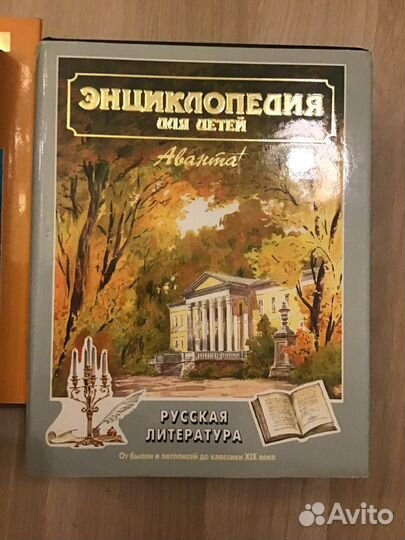 ЭНЦИКЛОПЕДИЯ
ДЛЯ ДЕТЕЙ
Аванта+
РУССКАЯ
ЛИТЕРАТУРА
От былин и летописей до классики XIX века
Avito